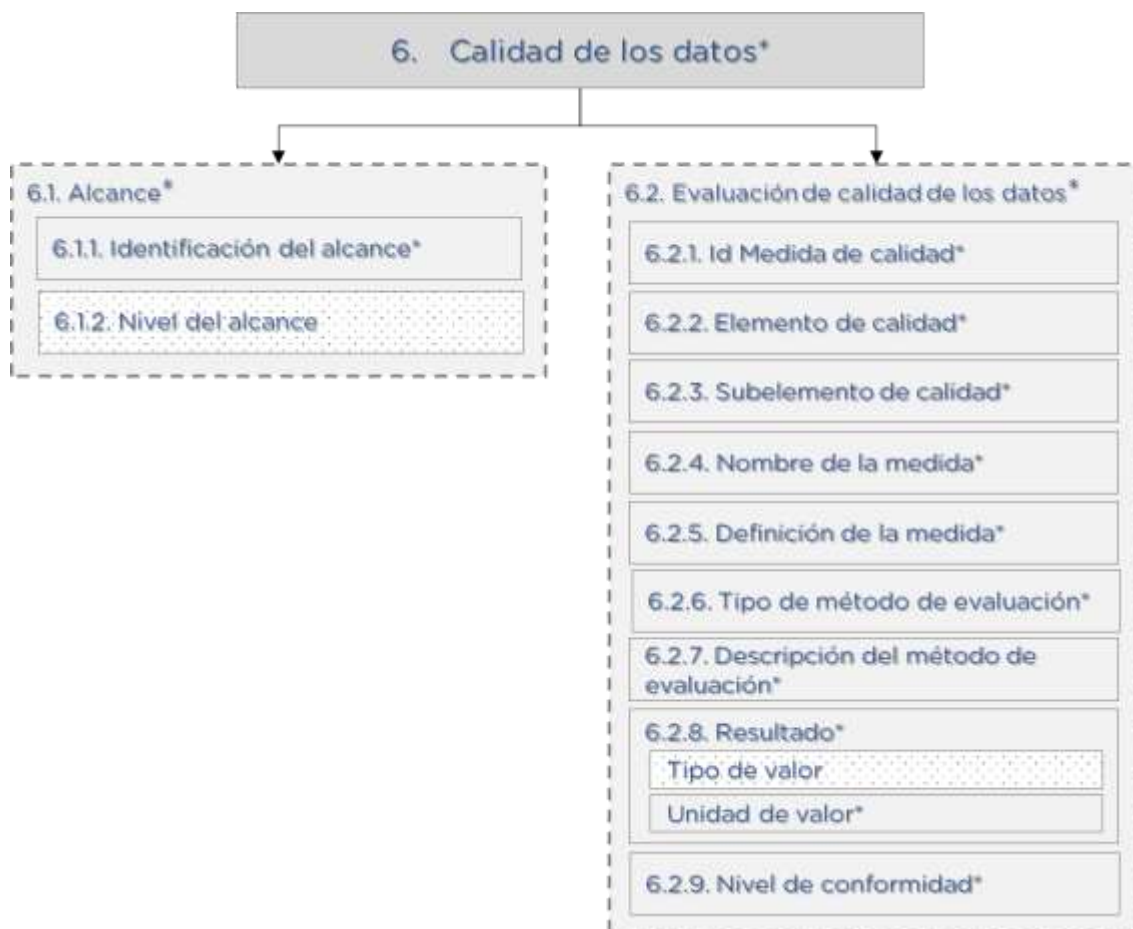 6. Calidad de los datos*
6.1. Alcance*
6.1.1. Identificación del alcance*
6.1.2. Nivel del alcance
6.2. Evaluación de calidad de los datos*
6.2.1. Id Medida de calidad*
6.2.2. Elemento de calidad*
6.2.3. Subelemento de calidad*
6.2.4. Nombre de la medida*
6.2.5. Definición de la medida*
6.2.6. Tipo de método de evaluación*
6.2.7. Descripción del método de
evaluación*
6.2.8. Resultado*
Tipo de valor
Unidad de valor*
6.2.9. Nivel de conformidad*